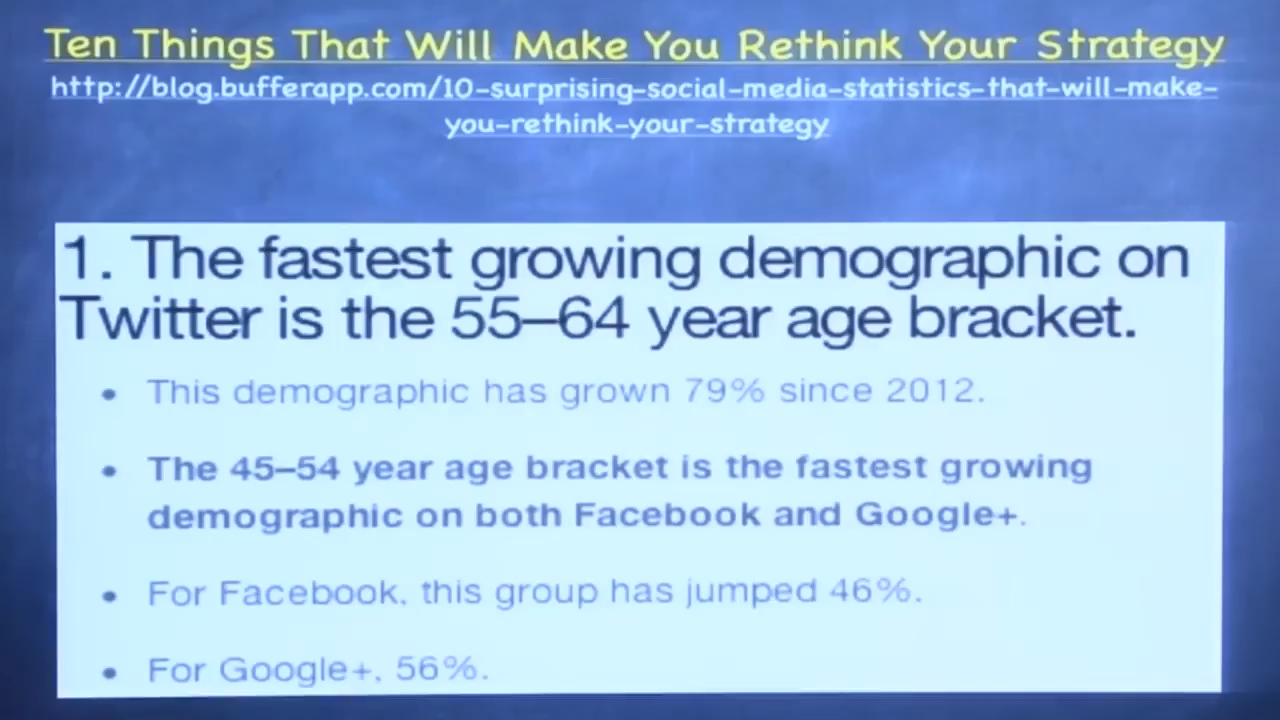 Ten Things That Will Make You Rethink Your Strategy
http://blog.bufferapp.com/10-surprising-social-media-statistics-that-will-make-
you-rethink-your-strategy
1. The fastest growing demographic on
Twitter is the 55–64 year age bracket.
• This demographic has grown 79% since 2012.
• The 45–54 year age bracket is the fastest growing
demographic on both Facebook and Google+.
• For Facebook, this group has jumped 46%.
• For Google+, 56%.